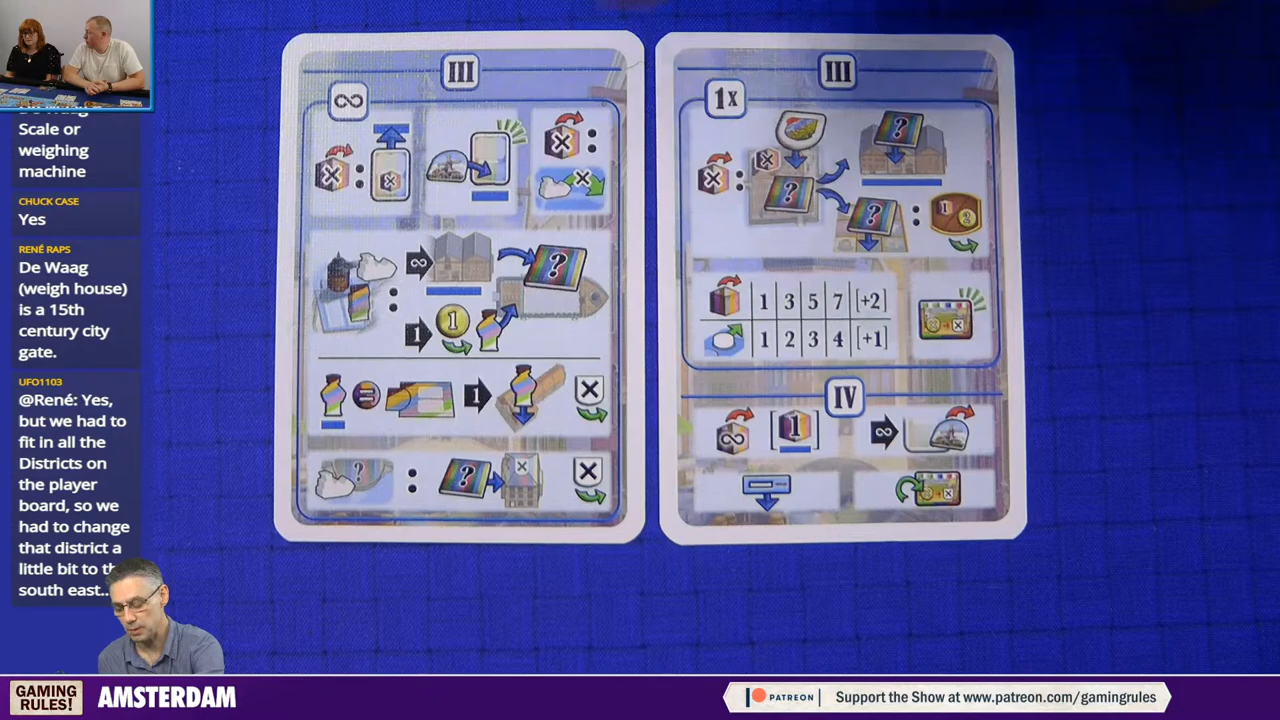 Scale or
weighing
machine
CHUCK CASE
Yes
RENÉ RAPS
De Waag
(weigh house)
is a 15th
century city
gate.
UFO1103
@René: Yes,
but we had to
fit in all the
Districts on
the player
board, so we
had to change
that district a
little bit to
south east..
III
∞
:
:
?
:
∞
1
1
=
1
?
:
?
III
1X
:
?
?
?
:
1
1 3 5 7 [+2]
1 2 3 4 [+1]
IV
∞ [1] ∞
GAMING
RULES!
AMSTERDAM
PATREON
Support the Show at www.patreon.com/gamingrules